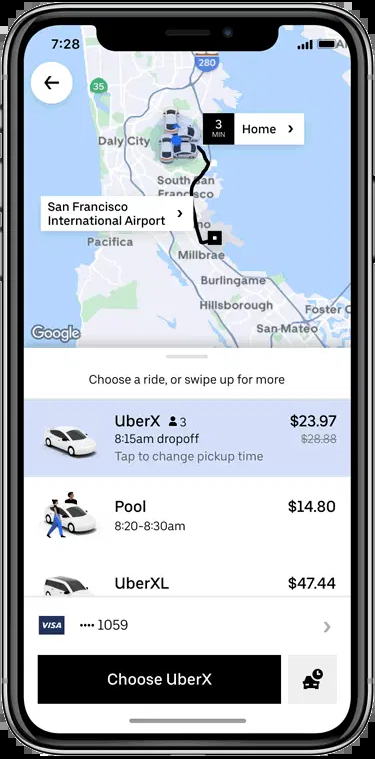 7:28
280
35
3
MIN
Home
Daly City
South San
Francisco
San Francisco
International Airport
Pacifica
Millbrae
Burlingame
Hillsborough
Foster C
San Mateo
Google
Choose a ride, or swipe up for more
UberX 3 $23.97
8:15am dropoff $28.88
Tap to change pickup time
Pool $14.80
8:20-8:30am
UberXL $47.44
VISA •••• 1059
Choose UberX